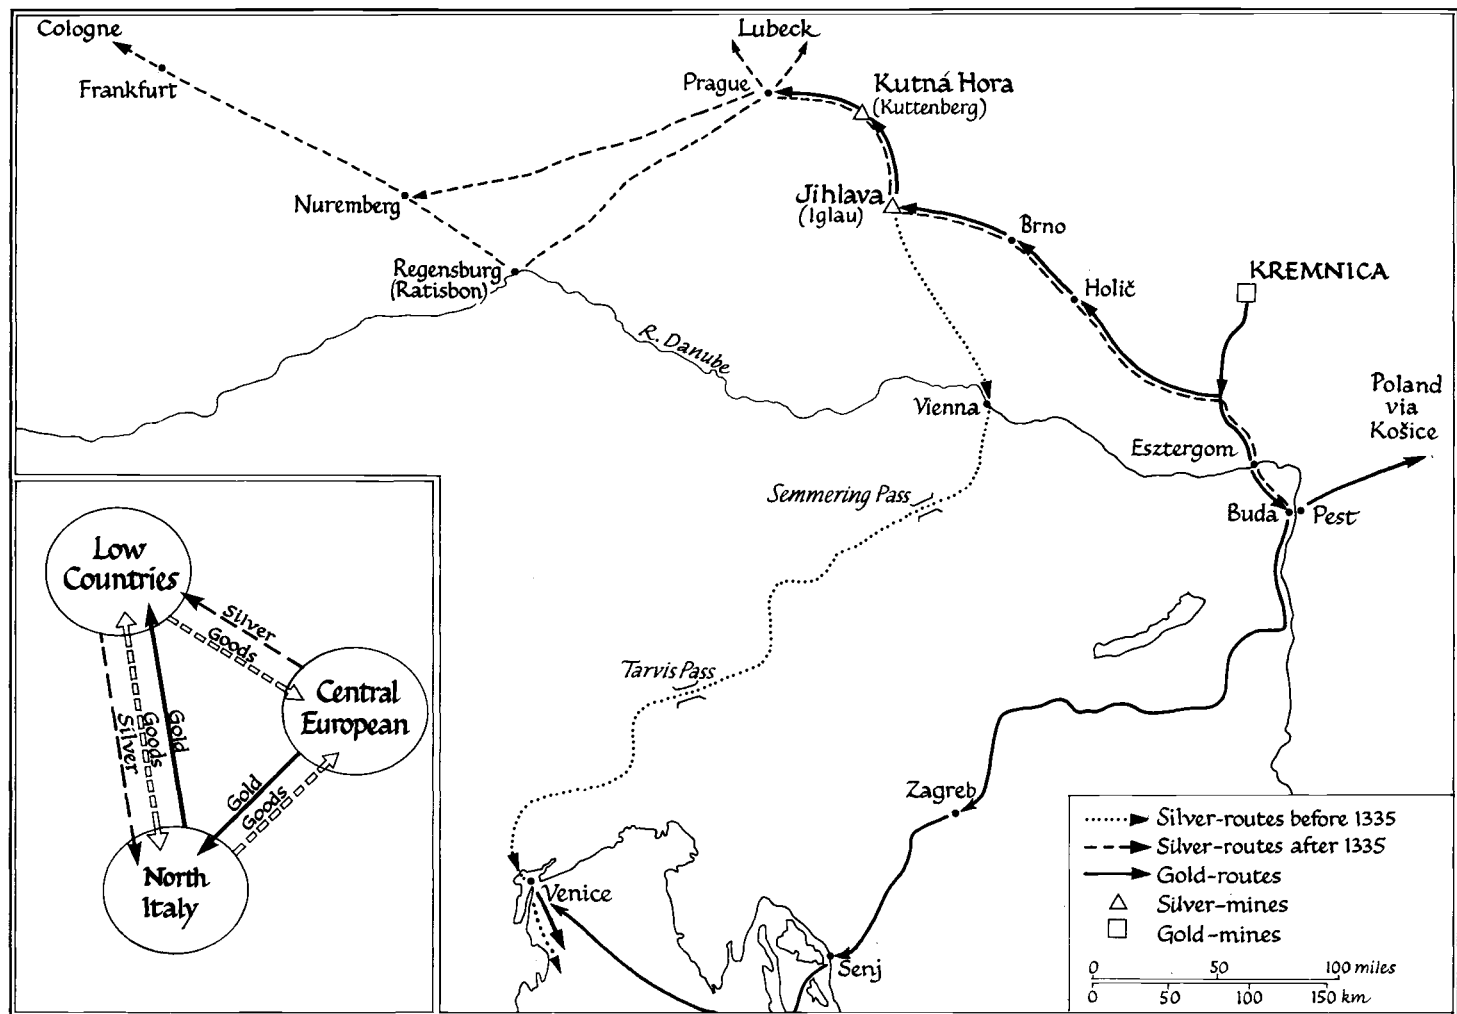 Cologne
Lubeck
Frankfurt
Prague
Kutná Hora
(Kuttenberg)
Nuremberg
Jihlava
(Iglau)
Brno
Regensburg
(Ratisbon)
Holič
KREMNICA
R. Danube
Vienna
Poland
via
Košice
Esztergom
Semmering Pass
Buda
Pest
Tarvis Pass
Zagreb
Venice
Senj
Low
Countries
Silver
Goods
Central
European
Silver
Goods
Gold
Gold
Goods
North
Italy
Silver-routes before 1335
Silver-routes after 1335
Gold-routes
Silver-mines
Gold-mines
0 50 100 miles
0 50 100 150 km